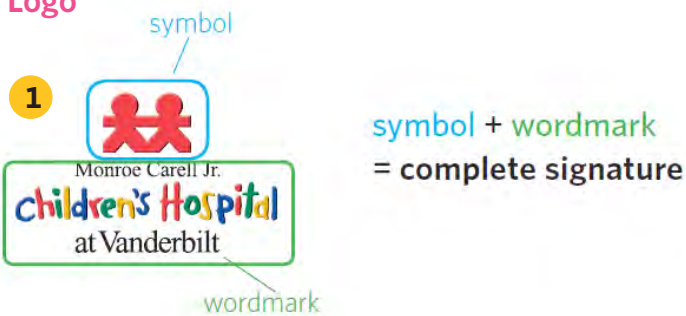 Logo
symbol
1
Monroe Carell Jr.
Children's Hospital
at Vanderbilt
wordmark
symbol + wordmark
= complete signature